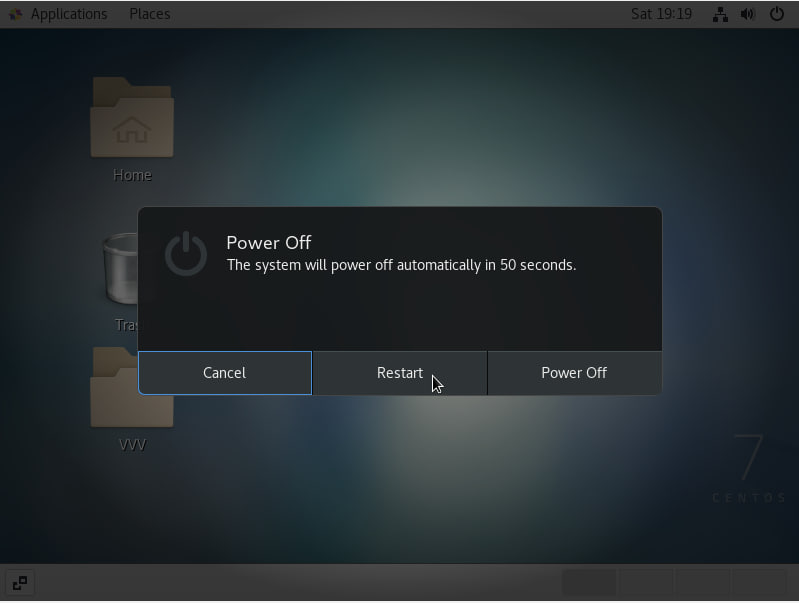 Applications Places Sat 19:19
Home
Power Off
The system will power off automatically in 50 seconds.
Tras
Cancel Restart Power Off
VVV
7
CENTOS